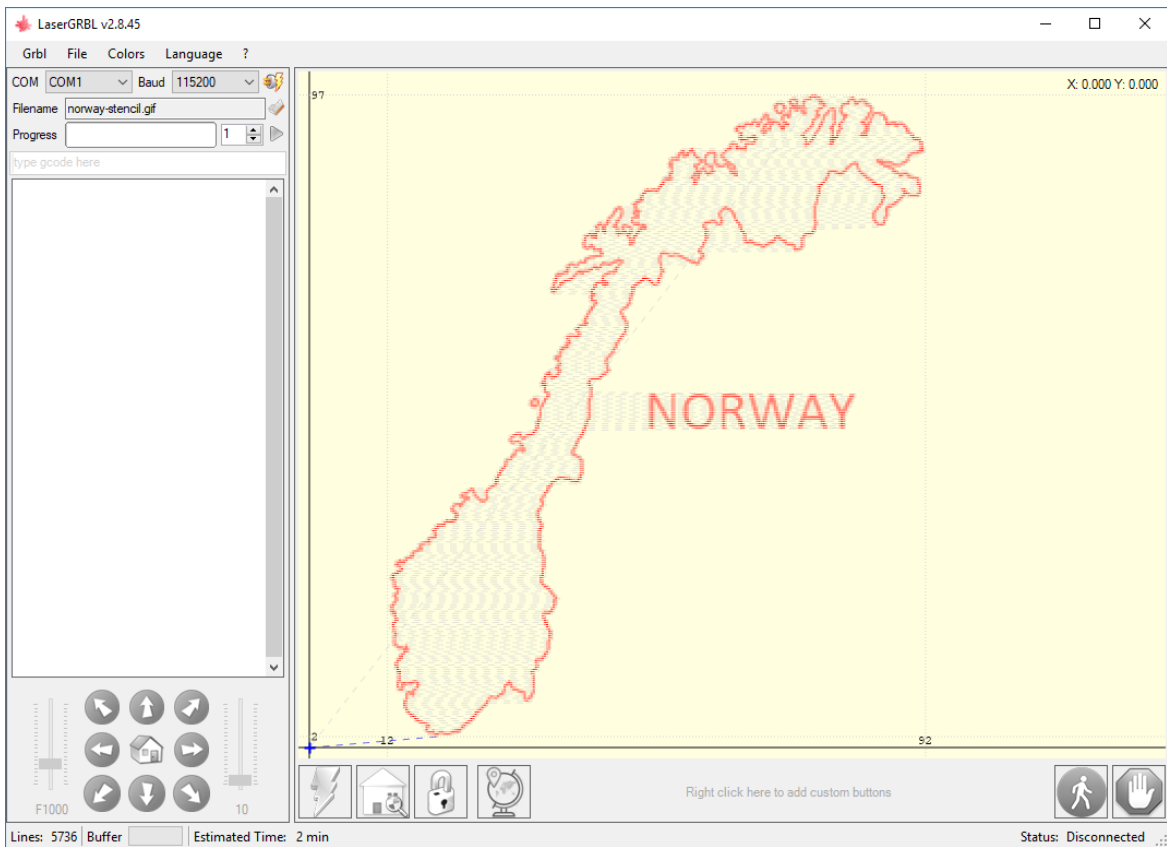 LaserGRBL v2.8.45
Grbl File Colors Language ?
COM COM1 Baud 115200
Filename norway-stencil.gif
Progress 1
type gcode here
X: 0.000 Y: 0.000
97
NORWAY
2 12 92
F1000 10
Right click here to add custom buttons
Lines: 5736 Buffer Estimated Time: 2 min Status: Disconnected